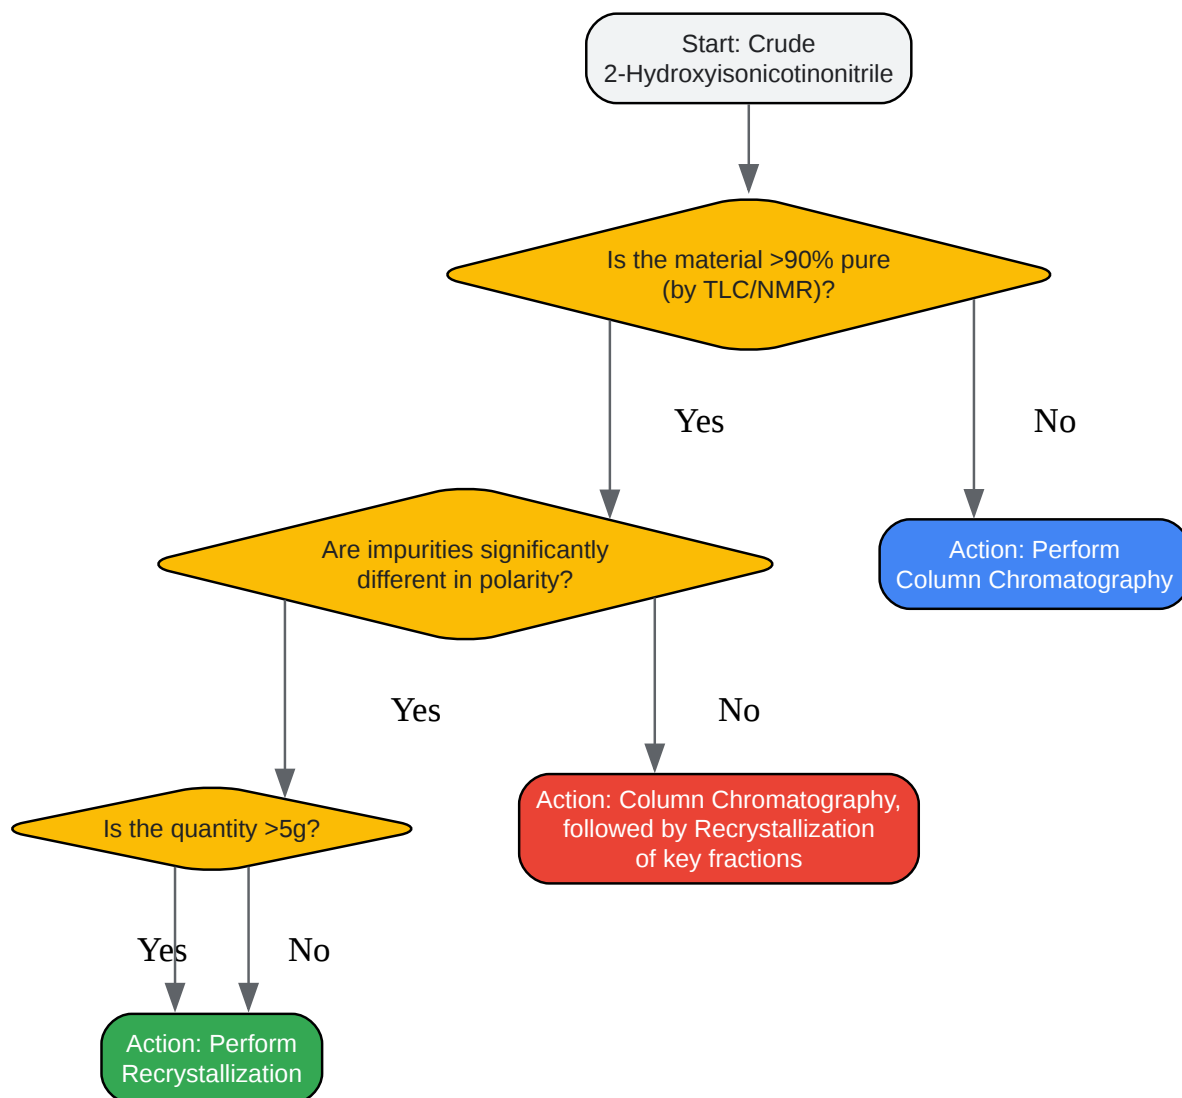 Start: Crude
2-Hydroxyisonicotinonitrile
Is the material >90% pure
(by TLC/NMR)?
Yes
No
Are impurities significantly
different in polarity?
Action: Perform
Column Chromatography
Yes
No
Is the quantity >5g?
Action: Column Chromatography,
followed by Recrystallization
of key fractions
Yes
No
Action: Perform
Recrystallization